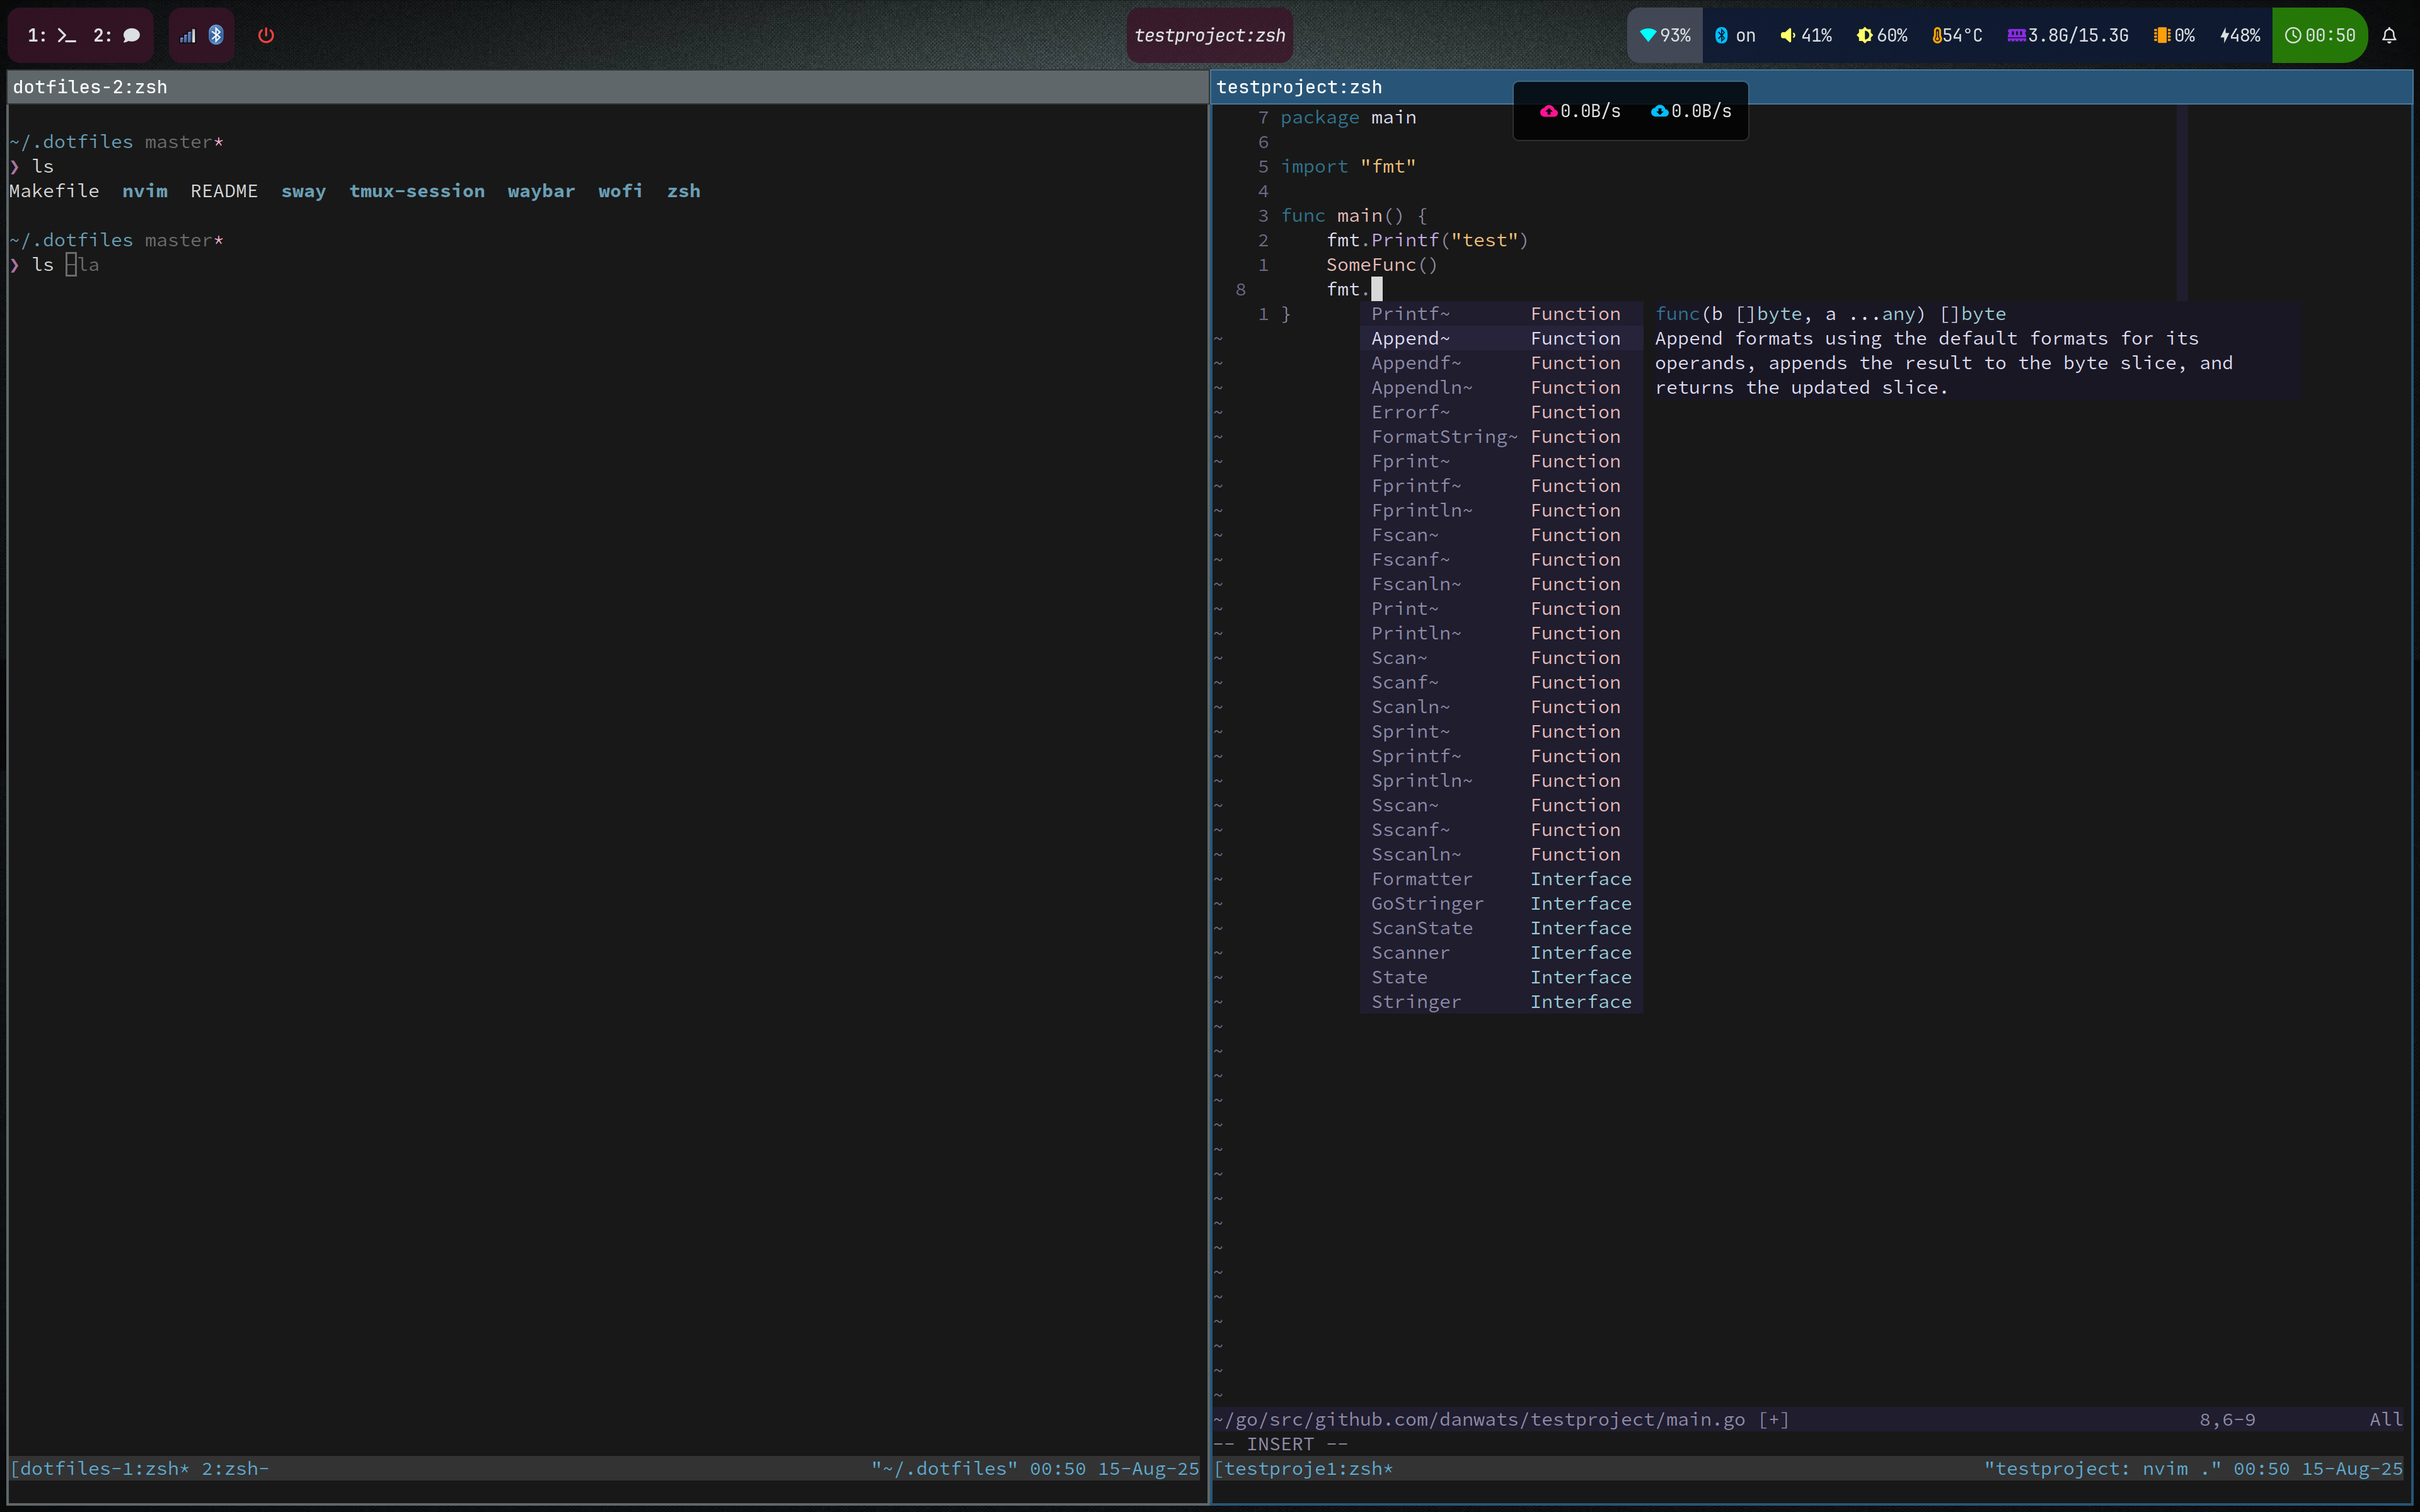 1: 2:
testproject:zsh
93% on 41% 60% 54°C 3.8G/15.3G 0% 48% 00:50
dotfiles-2:zsh
~/.dotfiles master*
❯ ls
Makefile nvim README sway tmux-session waybar wofi zsh
~/.dotfiles master*
❯ ls -la
[dotfiles-1:zsh* 2:zsh- "~/.dotfiles" 00:50 15-Aug-25
testproject:zsh
0.0B/s 0.0B/s
7 package main
6
5 import "fmt"
4
3 func main() {
2 fmt.Printf("test")
1 SomeFunc()
8 fmt.
1 }
Printf~ Function
Append~ Function
Appendf~ Function
Appendln~ Function
Errorf~ Function
FormatString~ Function
Fprint~ Function
Fprintf~ Function
Fprintln~ Function
Fscan~ Function
Fscanf~ Function
Fscanln~ Function
Print~ Function
Println~ Function
Scan~ Function
Scanf~ Function
Scanln~ Function
Sprint~ Function
Sprintf~ Function
Sprintln~ Function
Sscan~ Function
Sscanf~ Function
Sscanln~ Function
Formatter Interface
GoStringer Interface
ScanState Interface
Scanner Interface
State Interface
Stringer Interface
func(b []byte, a ...any) []byte
Append formats using the default formats for its
operands, appends the result to the byte slice, and
returns the updated slice.
~/go/src/github.com/danwats/testproject/main.go [+] 8,6-9 All
-- INSERT --
[testproje1:zsh* "testproject: nvim ." 00:50 15-Aug-25